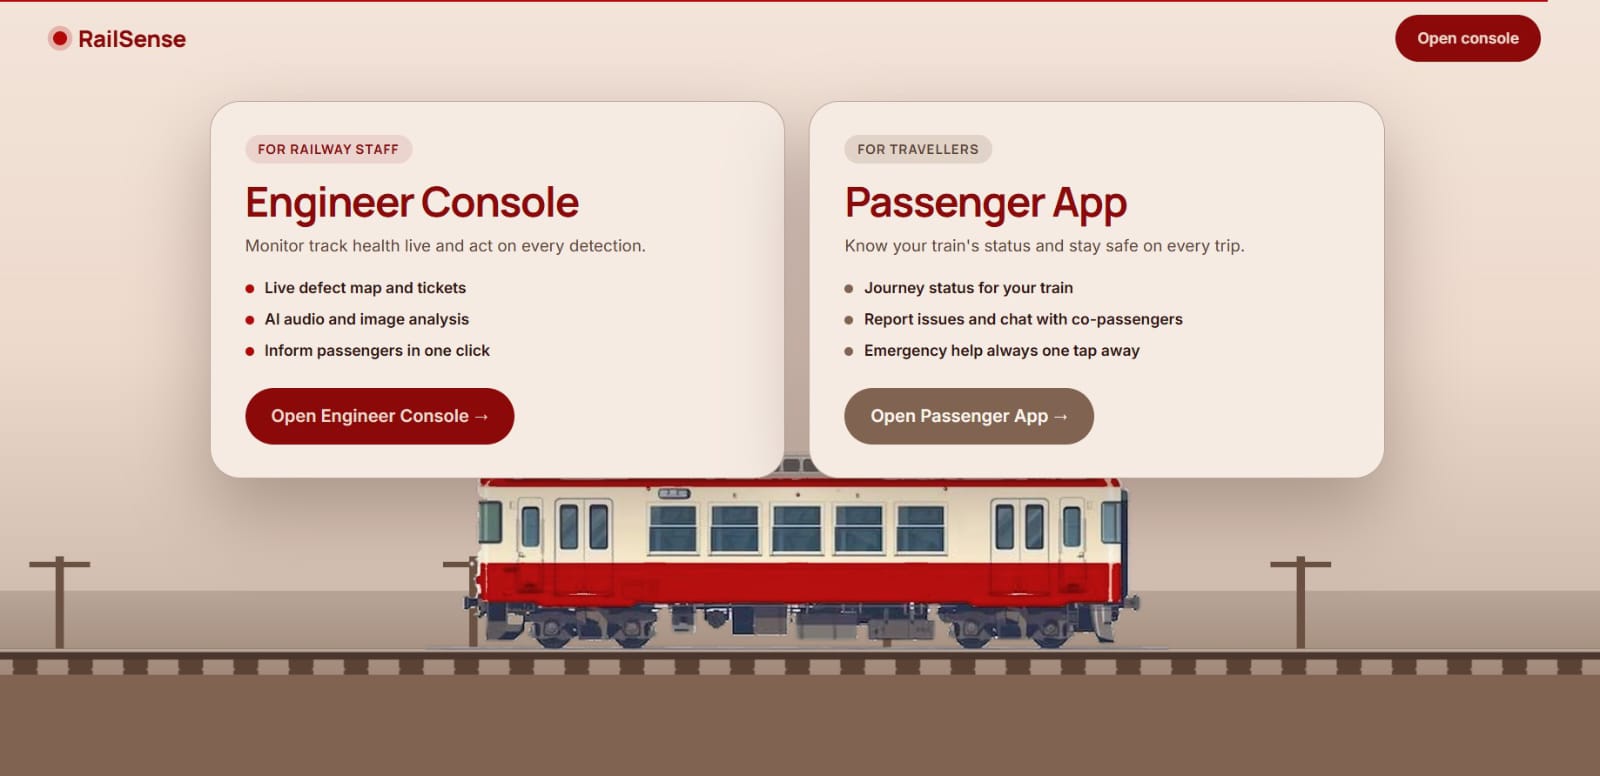 RailSense
Open console
FOR RAILWAY STAFF
Engineer Console
Monitor track health live and act on every detection.
Live defect map and tickets
AI audio and image analysis
Inform passengers in one click
Open Engineer Console →
FOR TRAVELLERS
Passenger App
Know your train's status and stay safe on every trip.
Journey status for your train
Report issues and chat with co-passengers
Emergency help always one tap away
Open Passenger App →